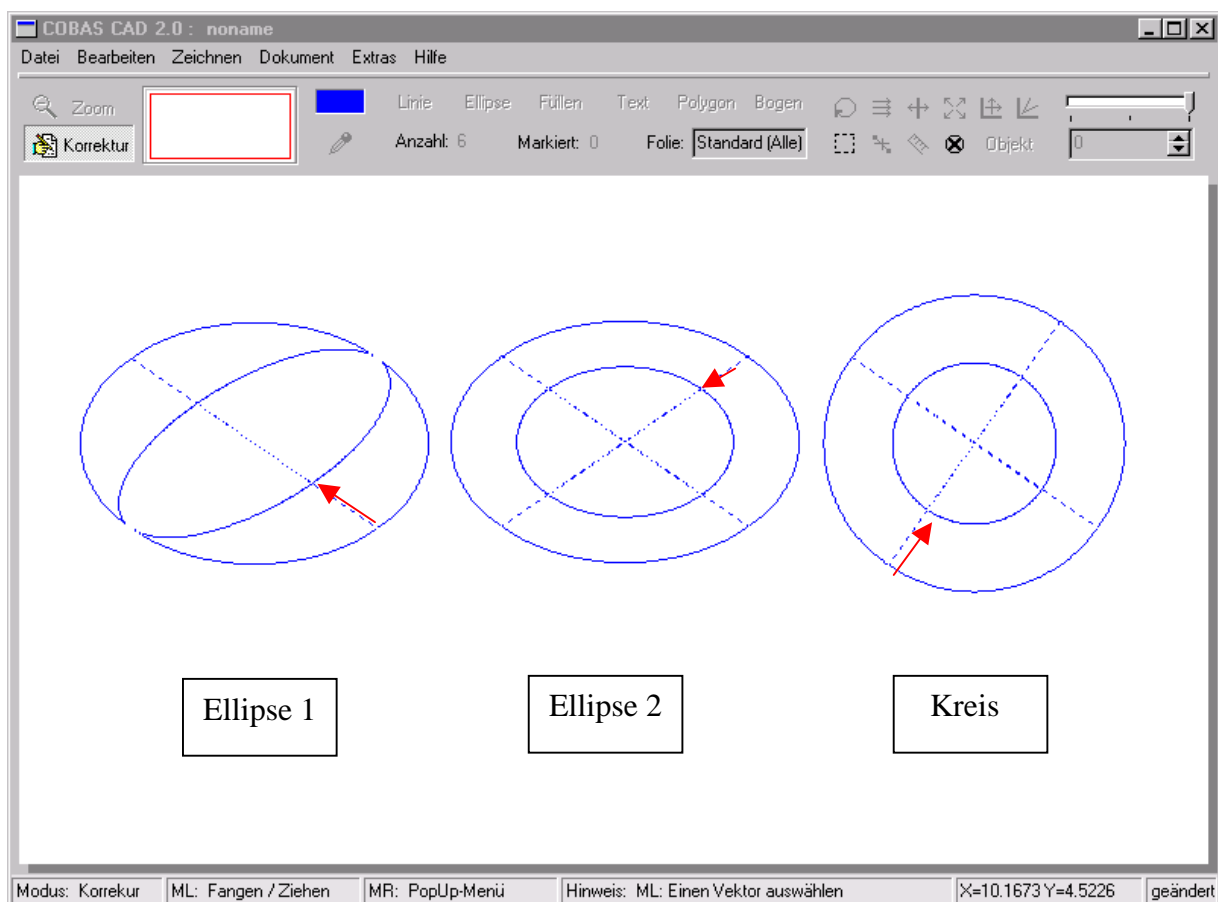 COBAS CAD 2.0 : noname
Datei Bearbeiten Zeichnen Dokument Extras Hilfe
Zoom Linie Ellipse Füllen Text Polygon Bogen
Korrektur Anzahl: 6 Markiert: 0 Folie: Standard (Alle) Objekt 0
Ellipse 1 Ellipse 2 Kreis
Modus: Korrekur ML: Fangen / Ziehen MR: PopUp-Menü Hinweis: ML: Einen Vektor auswählen X=10.1673 Y=4.5226 geändert